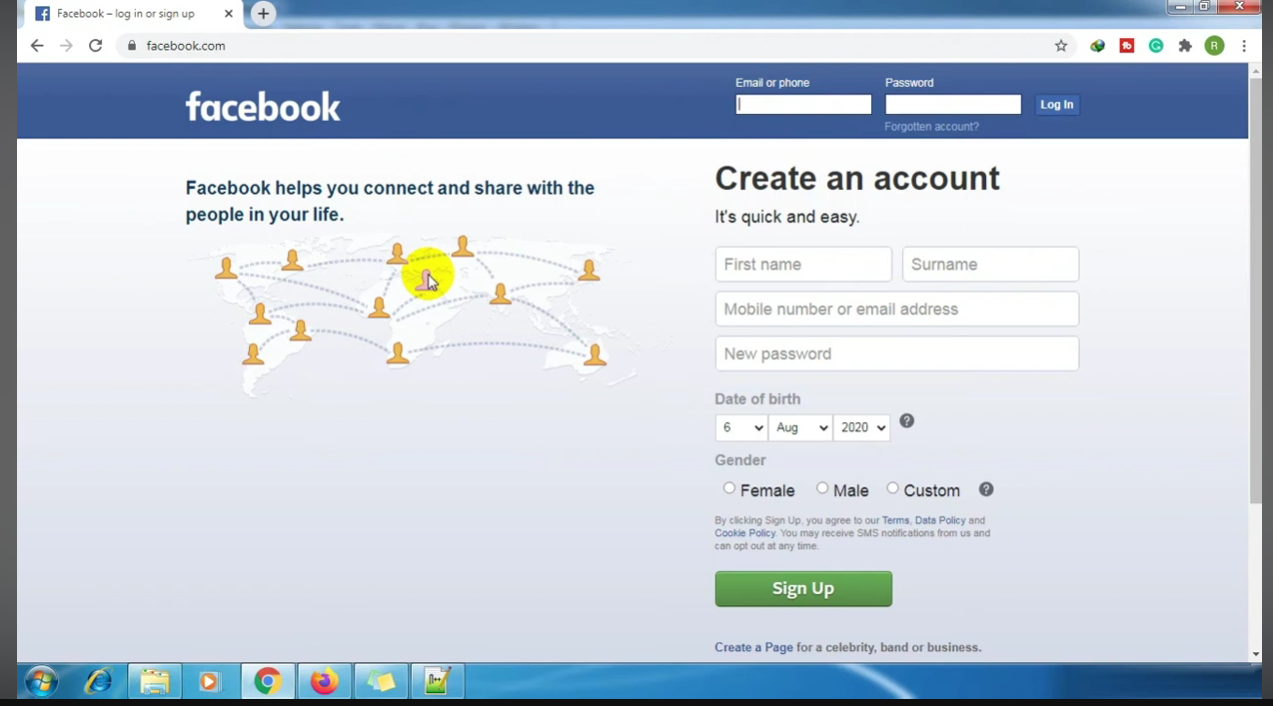 Facebook – log in or sign up
facebook.com
R
Email or phone
Password
facebook
Log In
Forgotten account?
Facebook helps you connect and share with the
people in your life.
Create an account
It's quick and easy.
First name
Surname
Mobile number or email address
New password
Date of birth
6
Aug
2020
Gender
Female
Male
Custom
By clicking Sign Up, you agree to our Terms, Data Policy and
Cookie Policy. You may receive SMS notifications from us and
can opt out at any time.
Sign Up
Create a Page for a celebrity, band or business.